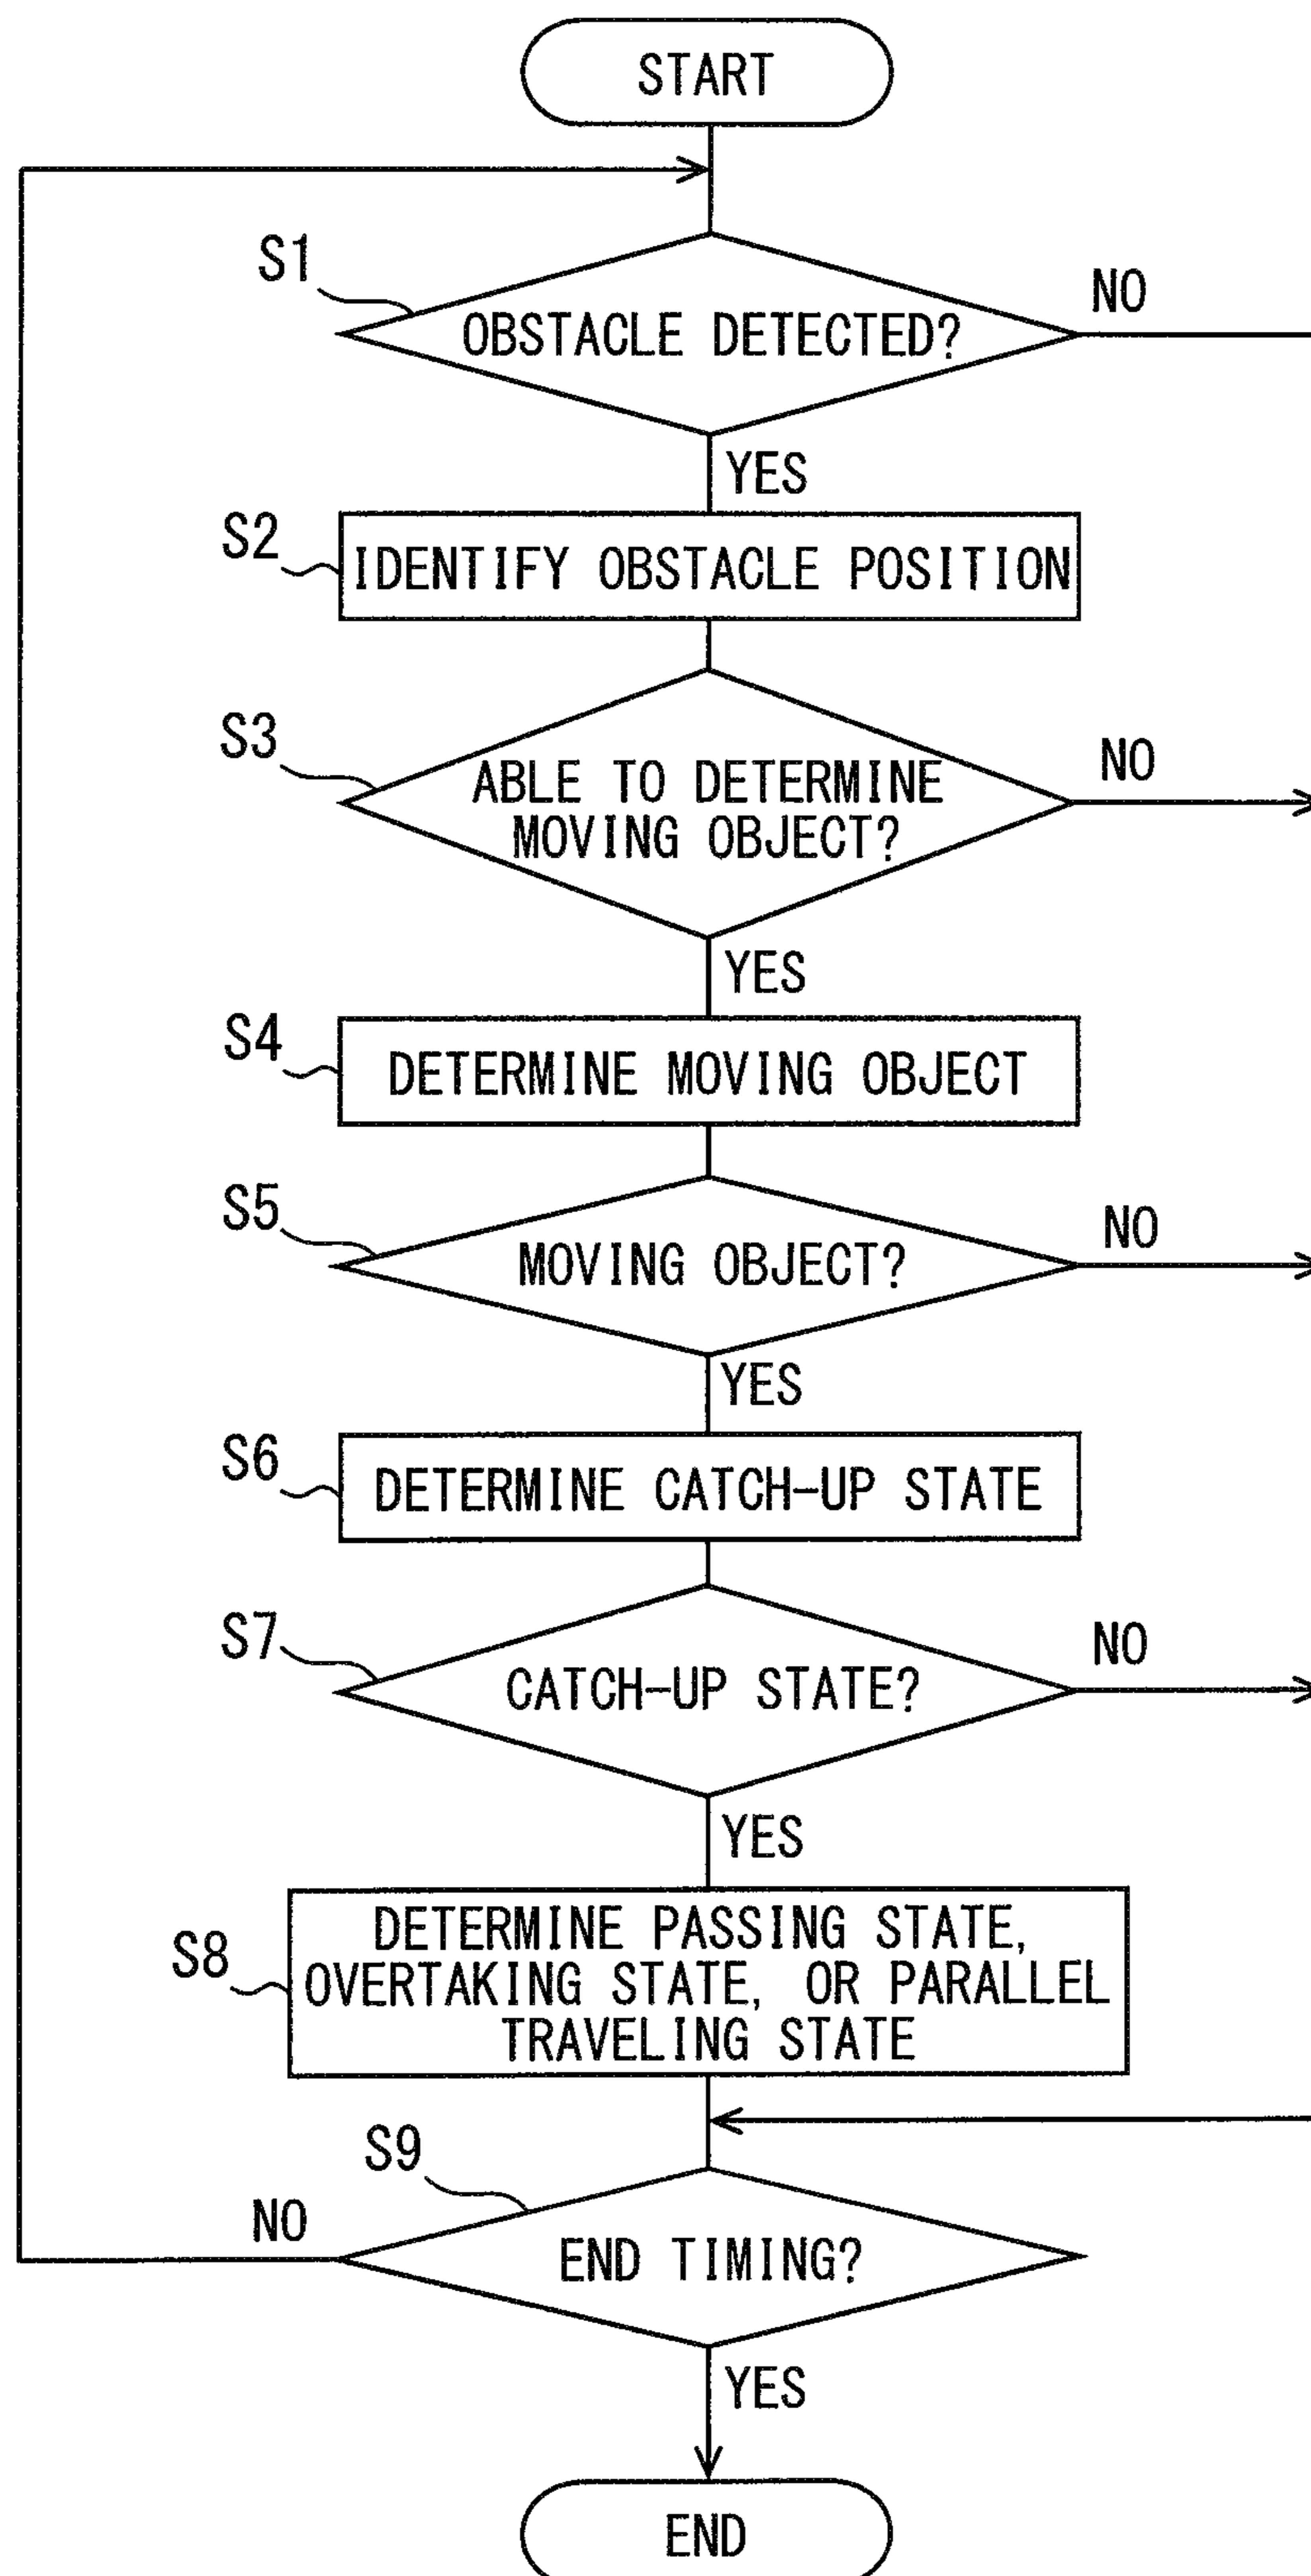 START
S1
OBSTACLE DETECTED?
NO
YES
S2
IDENTIFY OBSTACLE POSITION
S3
ABLE TO DETERMINE
MOVING OBJECT?
NO
YES
S4
DETERMINE MOVING OBJECT
S5
MOVING OBJECT?
NO
YES
S6
DETERMINE CATCH-UP STATE
S7
CATCH-UP STATE?
NO
YES
S8
DETERMINE PASSING STATE,
OVERTAKING STATE, OR PARALLEL
TRAVELING STATE
S9
NO
END TIMING?
YES
END